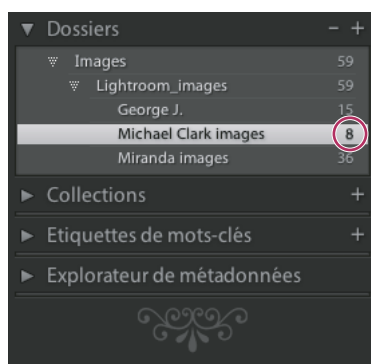 Dossiers - +
Images 59
Lightroom_images 59
George J. 15
Michael Clark images 8
Miranda images 36
Collections +
Etiquettes de mots-clés +
Explorateur de métadonnées